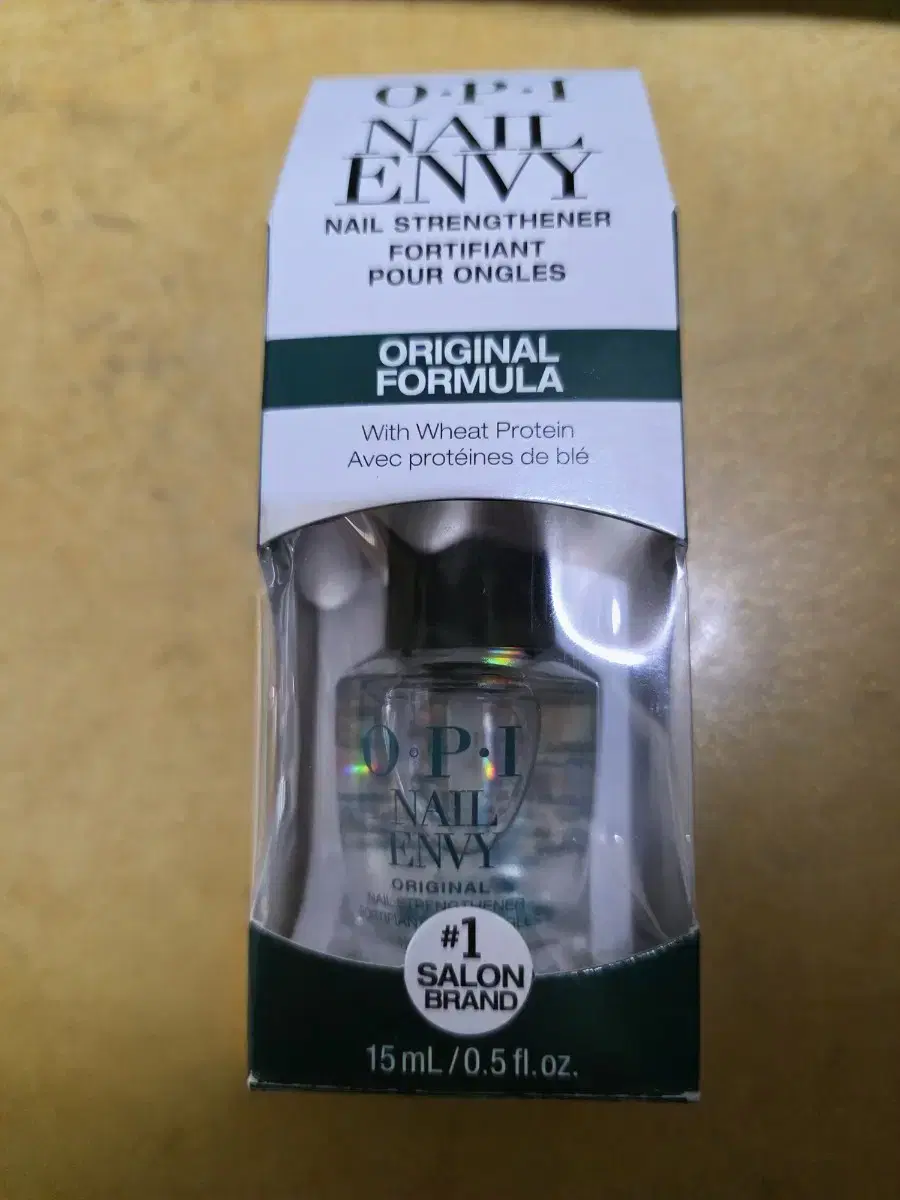 O·P·I
NAIL
ENVY
NAIL STRENGTHENER
FORTIFIANT
POUR ONGLES
ORIGINAL
FORMULA
With Wheat Protein
Avec protéines de blé
O·P·I
NAIL
ENVY
ORIGINAL
NAIL STRENGTHENER
FORTIFIANT
#1
SALON
BRAND
15 mL / 0.5 fl. oz.